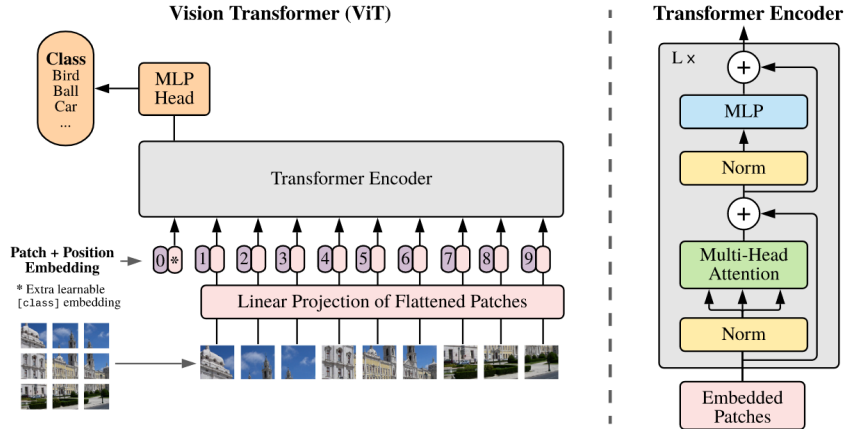 Vision Transformer (ViT)
Class
Bird
Ball
Car
...
MLP
Head
Transformer Encoder
Patch + Position
Embedding
0 * 1 2 3 4 5 6 7 8 9
* Extra learnable
[class] embedding
Linear Projection of Flattened Patches
Transformer Encoder
L x
+
MLP
Norm
+
Multi-Head
Attention
Norm
Embedded
Patches